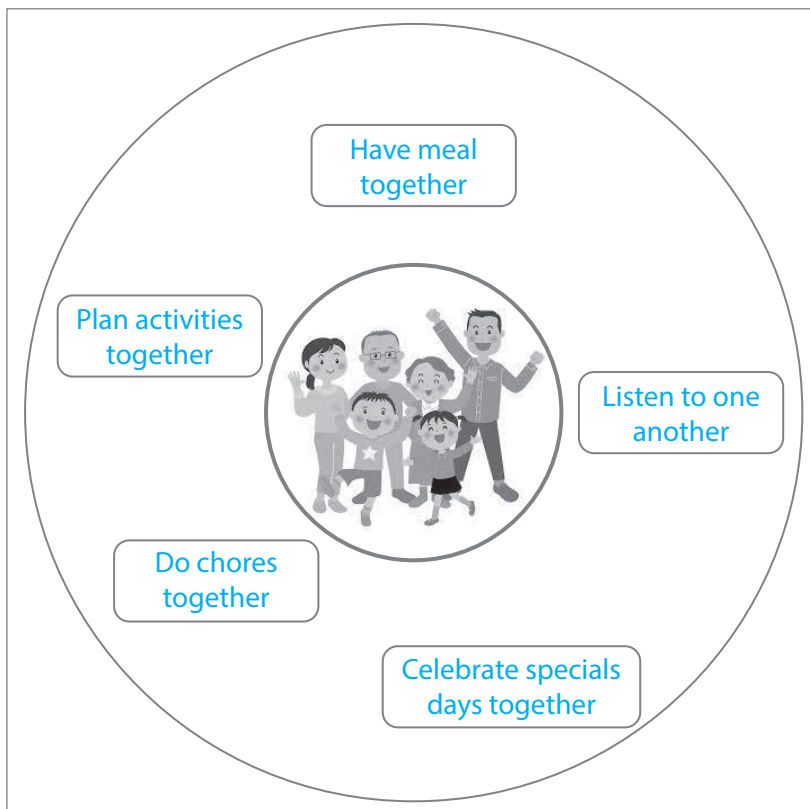 Have meal
together
Plan activities
together
Listen to one
another
Do chores
together
Celebrate specials
days together